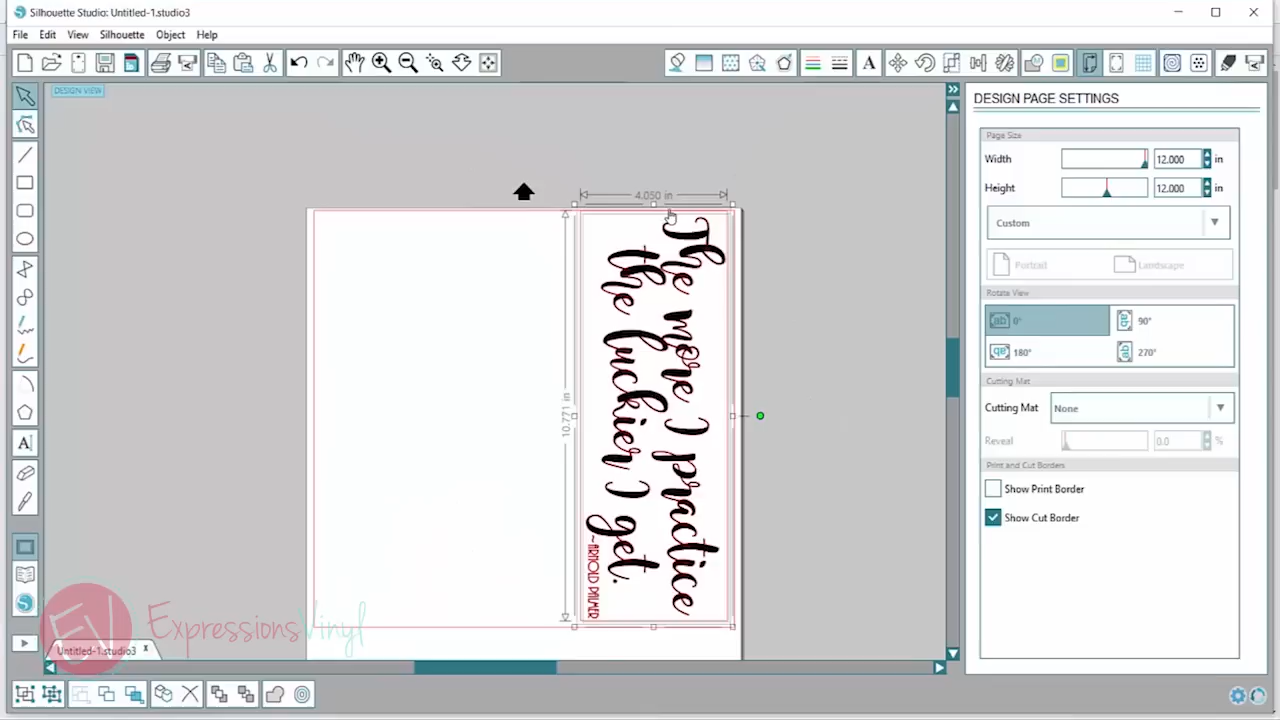 Silhouette Studio: Untitled-1.studio3
File Edit View Silhouette Object Help
DESIGN VIEW
DESIGN PAGE SETTINGS
Page Size
Width 12.000 in
Height 12.000 in
Custom
Portrait Landscape
Rotate View
0° 90°
180° 270°
Cutting Mat
Cutting Mat None
Reveal 0.0 %
Print and Cut Borders
Show Print Border
Show Cut Border
4.050 in
10.771 in
The more I practice
the luckier I get.
~ARNOLD PALMER
EV ExpressionsVinyl
Untitled-1.studio3 x